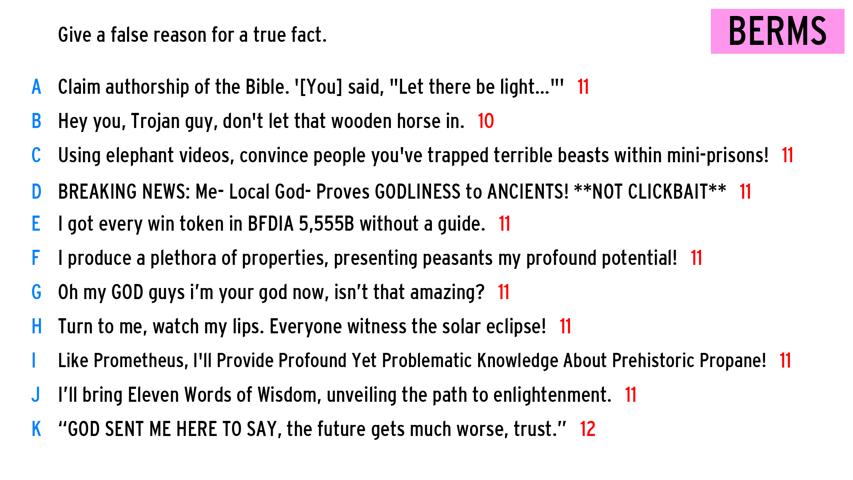 Give a false reason for a true fact.
BERMS
A Claim authorship of the Bible. '[You] said, "Let there be light..."' 11
B Hey you, Trojan guy, don't let that wooden horse in. 10
C Using elephant videos, convince people you've trapped terrible beasts within mini-prisons! 11
D BREAKING NEWS: Me- Local God- Proves GODLINESS to ANCIENTS! **NOT CLICKBAIT** 11
E I got every win token in BFDIA 5,555B without a guide. 11
F I produce a plethora of properties, presenting peasants my profound potential! 11
G Oh my GOD guys i’m your god now, isn’t that amazing? 11
H Turn to me, watch my lips. Everyone witness the solar eclipse! 11
I Like Prometheus, I'll Provide Profound Yet Problematic Knowledge About Prehistoric Propane! 11
J I’ll bring Eleven Words of Wisdom, unveiling the path to enlightenment. 11
K “GOD SENT ME HERE TO SAY, the future gets much worse, trust.” 12